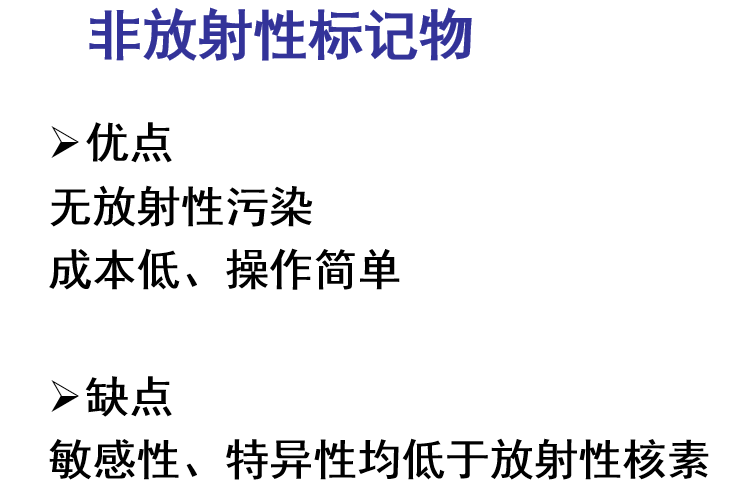 非放射性标记物
➢优点
无放射性污染
成本低、操作简单
➢缺点
敏感性、特异性均低于放射性核素